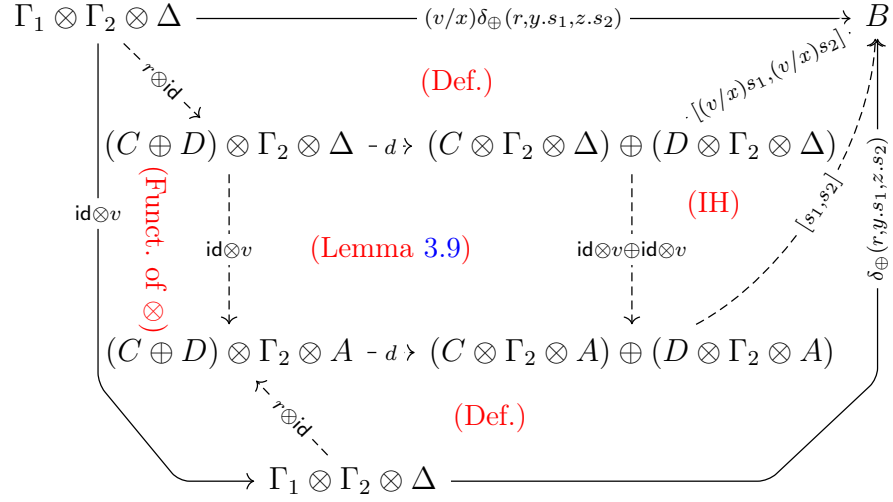 Γ₁ ⊗ Γ₂ ⊗ Δ (v/x)δ⊕(r,y.s₁,z.s₂) B
r⊗id
(Def.)
[(v/x)s₁,(v/x)s₂]
(C ⊕ D) ⊗ Γ₂ ⊗ Δ d (C ⊗ Γ₂ ⊗ Δ) ⊕ (D ⊗ Γ₂ ⊗ Δ)
id⊗v
(Funct. of ⊗)
id⊗v
(Lemma 3.9)
id⊗v⊕id⊗v
(IH)
[s₁,s₂]
δ⊕(r,y.s₁,z.s₂)
(C ⊕ D) ⊗ Γ₂ ⊗ A d (C ⊗ Γ₂ ⊗ A) ⊕ (D ⊗ Γ₂ ⊗ A)
r⊗id
(Def.)
Γ₁ ⊗ Γ₂ ⊗ Δ